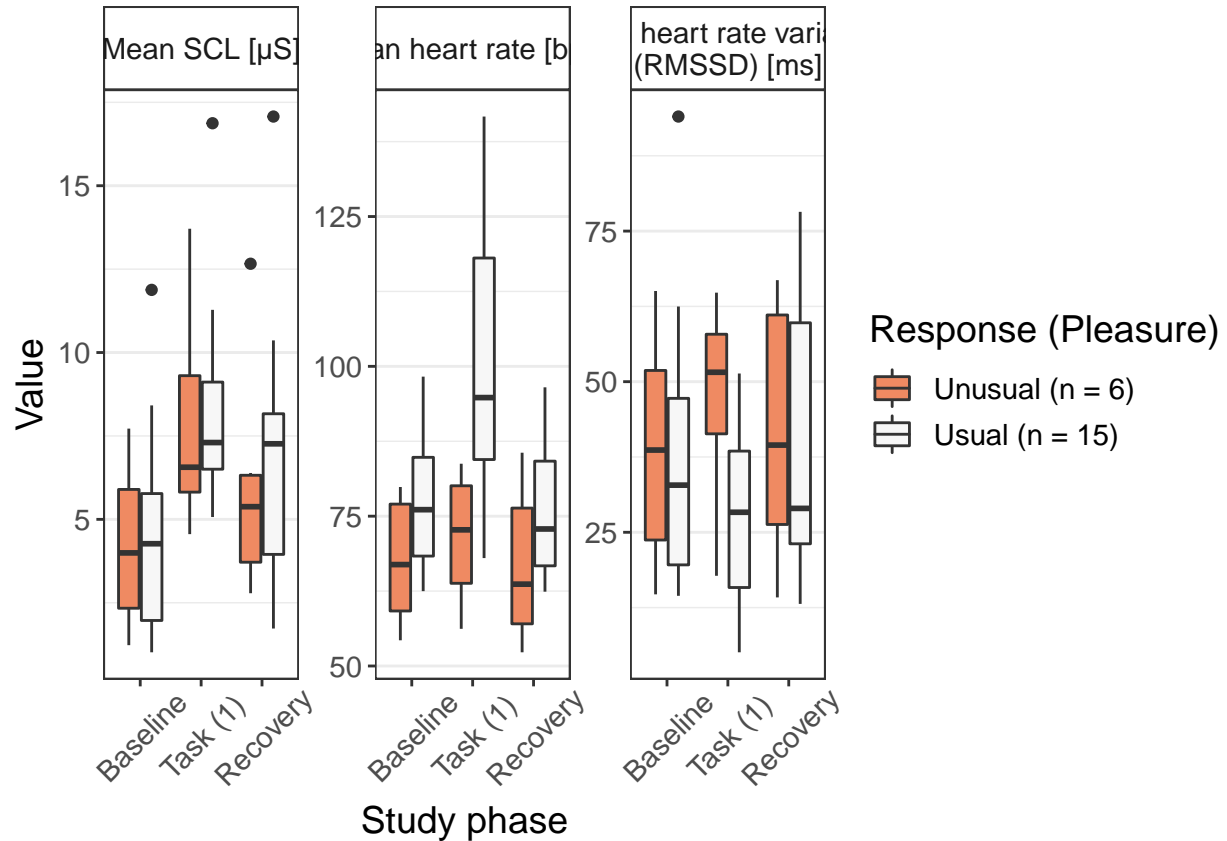 Mean SCL [µS]
an heart rate [b
heart rate varia
(RMSSD) [ms]
Value
15
10
5
125
100
75
50
75
50
25
Baseline
Task (1)
Recovery
Baseline
Task (1)
Recovery
Baseline
Task (1)
Recovery
Study phase
Response (Pleasure)
Unusual (n = 6)
Usual (n = 15)